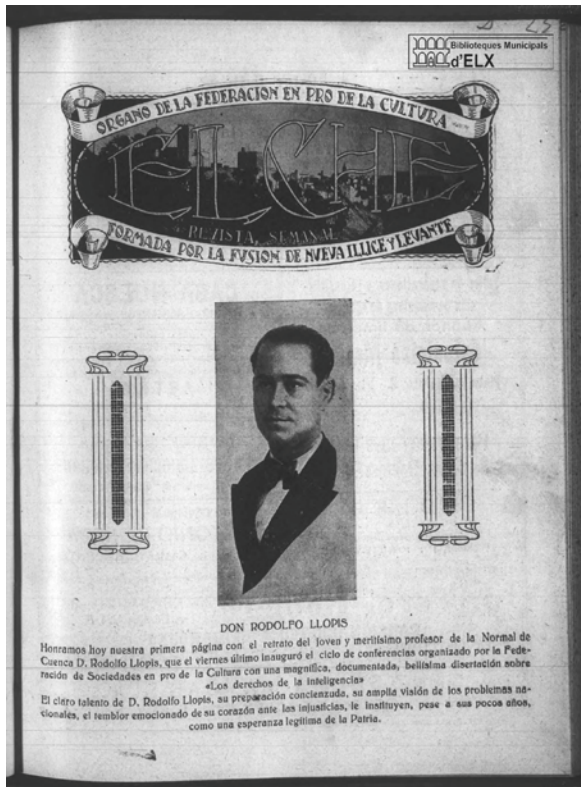 Biblioteques Municipals
d'ELX
ORGANO DE LA FEDERACION EN PRO DE LA CULTURA
ELCHE
REVISTA SEMANAL
FORMADA POR LA FUSION DE NUEVA ILLICE Y LEVANTE
DON RODOLFO LLOPIS
Honramos hoy nuestra primera página con el retrato del joven y meritísimo profesor de la Normal de
Cuenca D. Rodolfo Llopis, que el viernes último inauguró el ciclo de conferencias organizado por la Fede-
ración de Sociedades en pro de la Cultura con una magnífica, documentada, bellísima disertación sobre
«Los derechos de la inteligencia»
El claro talento de D. Rodolfo Llopis, su preparación concienzuda, su amplia visión de los problemas na-
cionales, el temblor emocionado de su corazón ante las injusticias, le instituyen, pese a sus pocos años,
como una esperanza legítima de la Patria.